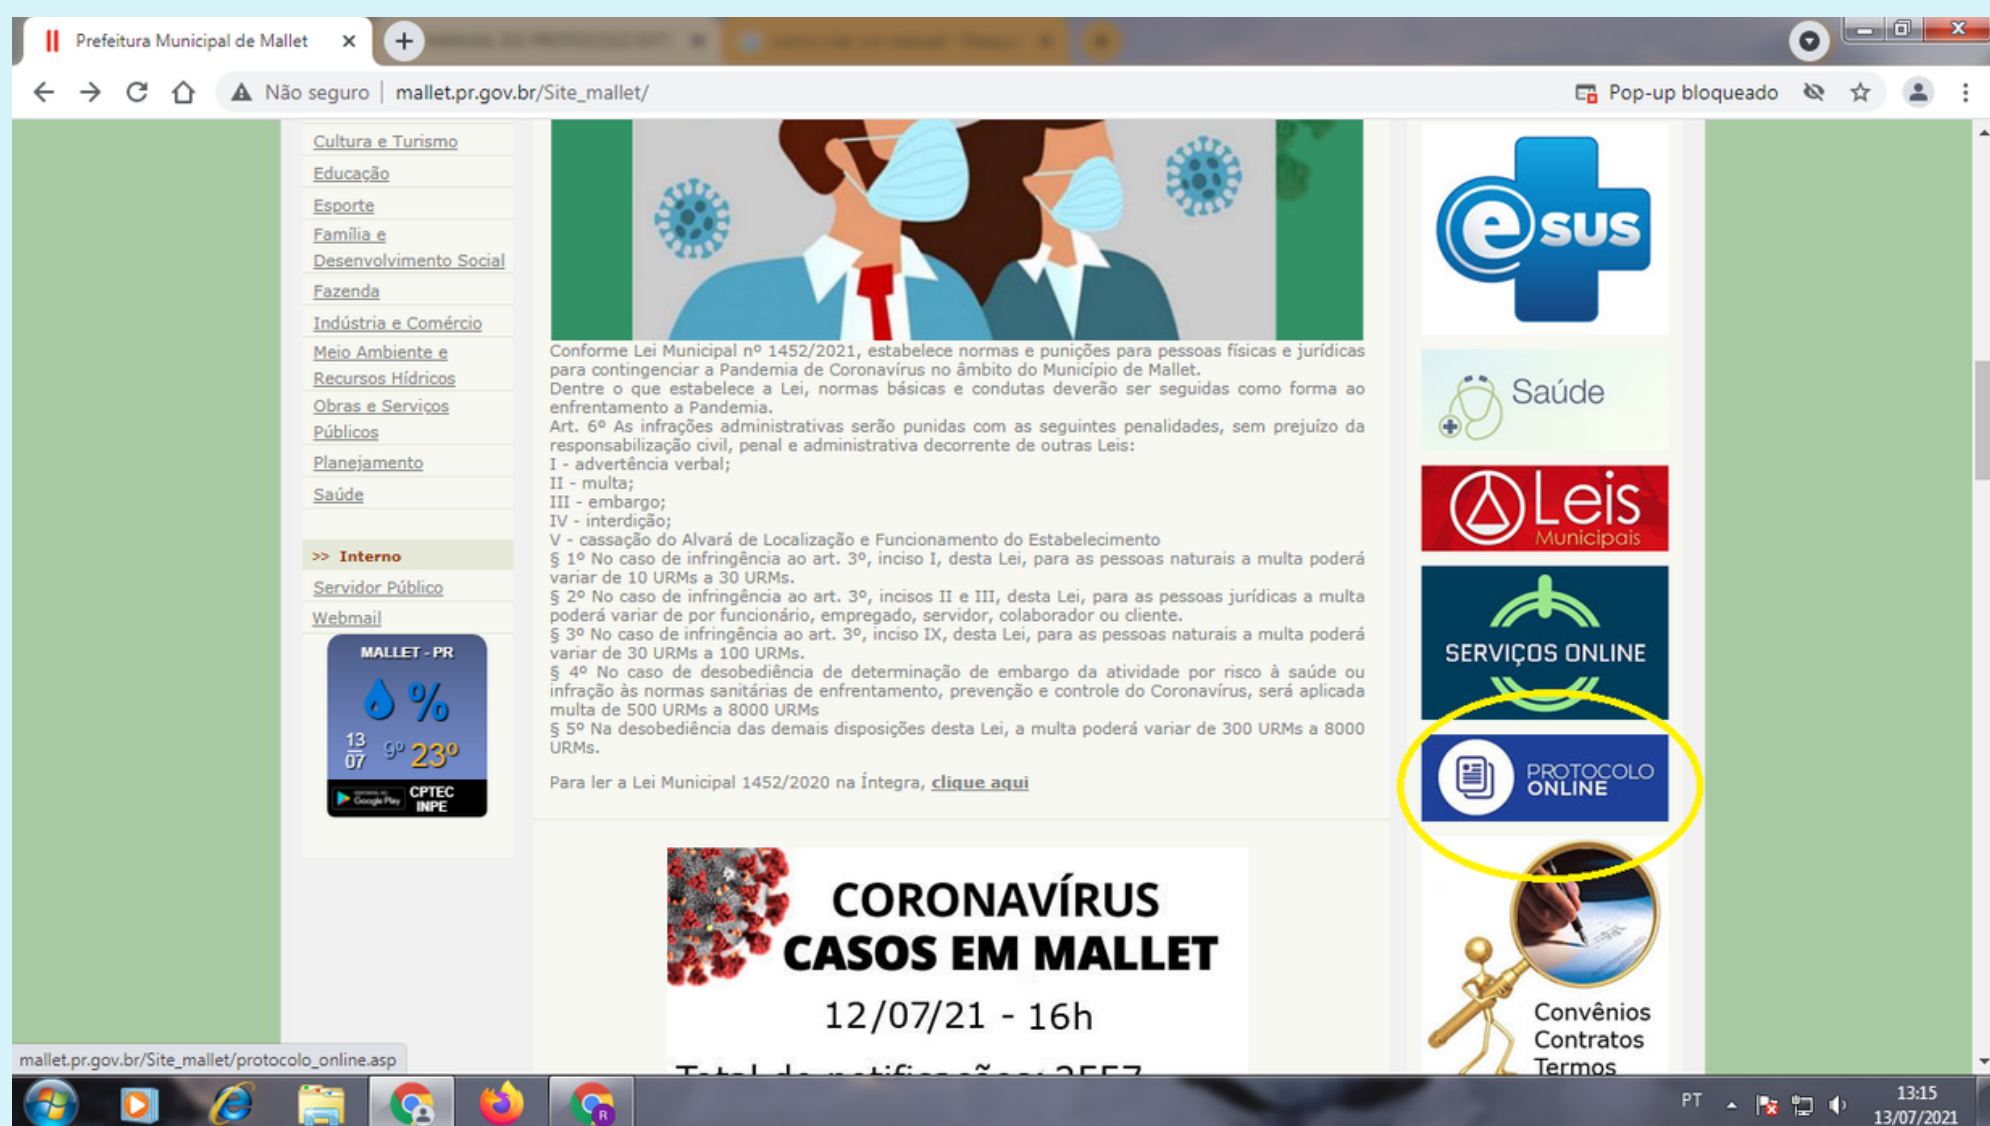 Prefeitura Municipal de Mallet
Não seguro | mallet.pr.gov.br/Site_mallet/
Pop-up bloqueado
Cultura e Turismo
Educação
Esporte
Família e
Desenvolvimento Social
Fazenda
Indústria e Comércio
Meio Ambiente e
Recursos Hídricos
Obras e Serviços
Públicos
Planejamento
Saúde
>> Interno
Servidor Público
Webmail
MALLET - PR
%
13
07
9º 23º
Google Play
CPTEC
INPE
Conforme Lei Municipal nº 1452/2021, estabelece normas e punições para pessoas físicas e jurídicas
para contingenciar a Pandemia de Coronavírus no âmbito do Município de Mallet.
Dentre o que estabelece a Lei, normas básicas e condutas deverão ser seguidas como forma ao
enfrentamento a Pandemia.
Art. 6º As infrações administrativas serão punidas com as seguintes penalidades, sem prejuízo da
responsabilização civil, penal e administrativa decorrente de outras Leis:
I - advertência verbal;
II - multa;
III - embargo;
IV - interdição;
V - cassação do Alvará de Localização e Funcionamento do Estabelecimento
§ 1º No caso de infringência ao art. 3º, inciso I, desta Lei, para as pessoas naturais a multa poderá
variar de 10 URMs a 30 URMs.
§ 2º No caso de infringência ao art. 3º, incisos II e III, desta Lei, para as pessoas jurídicas a multa
poderá variar de por funcionário, empregado, servidor, colaborador ou cliente.
§ 3º No caso de infringência ao art. 3º, inciso IX, desta Lei, para as pessoas naturais a multa poderá
variar de 30 URMs a 100 URMs.
§ 4º No caso de desobediência de determinação de embargo da atividade por risco à saúde ou
infração às normas sanitárias de enfrentamento, prevenção e controle do Coronavírus, será aplicada
multa de 500 URMs a 8000 URMs
§ 5º Na desobediência das demais disposições desta Lei, a multa poderá variar de 300 URMs a 8000
URMs.
Para ler a Lei Municipal 1452/2020 na Íntegra, clique aqui
CORONAVÍRUS
CASOS EM MALLET
12/07/21 - 16h
Total de notificações: 2557
e sus
Saúde
Leis
Municipais
SERVIÇOS ONLINE
PROTOCOLO
ONLINE
Convênios
Contratos
Termos
mallet.pr.gov.br/Site_mallet/protocolo_online.asp
R
PT
13:15
13/07/2021